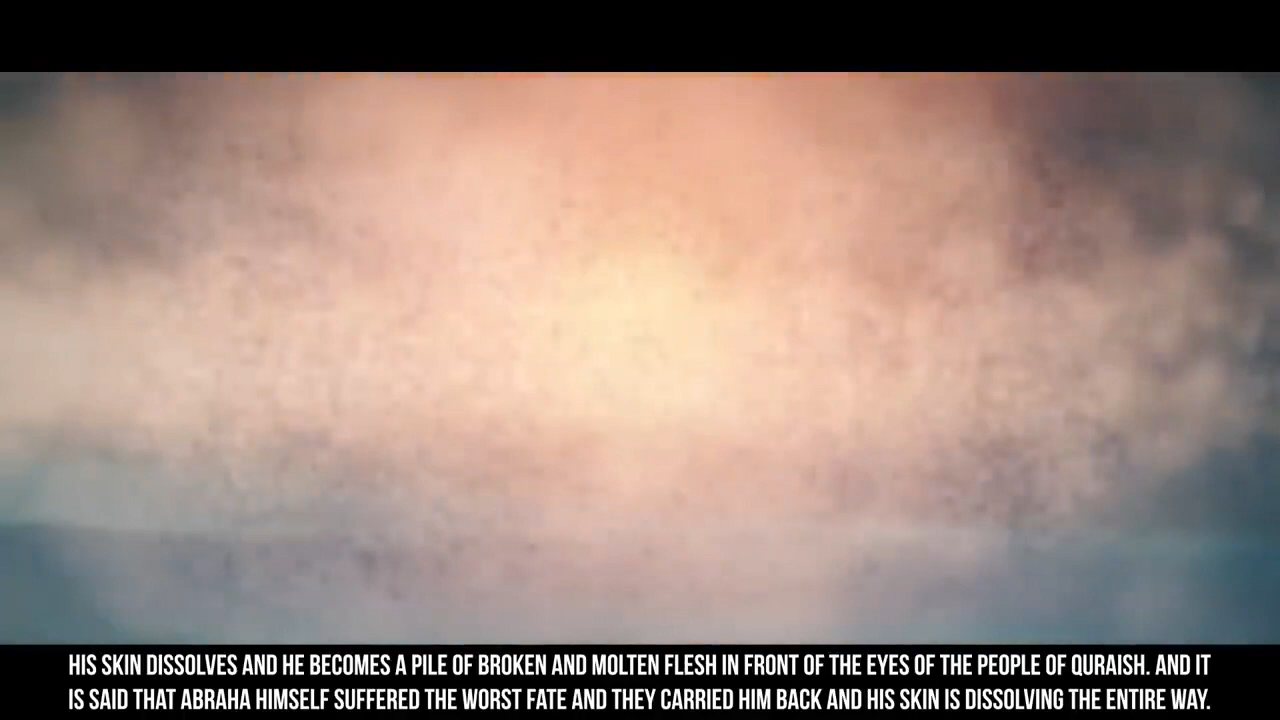 HIS SKIN DISSOLVES AND HE BECOMES A PILE OF BROKEN AND MOLTEN FLESH IN FRONT OF THE EYES OF THE PEOPLE OF QURAISH. AND IT
IS SAID THAT ABRAHA HIMSELF SUFFERED THE WORST FATE AND THEY CARRIED HIM BACK AND HIS SKIN IS DISSOLVING THE ENTIRE WAY.